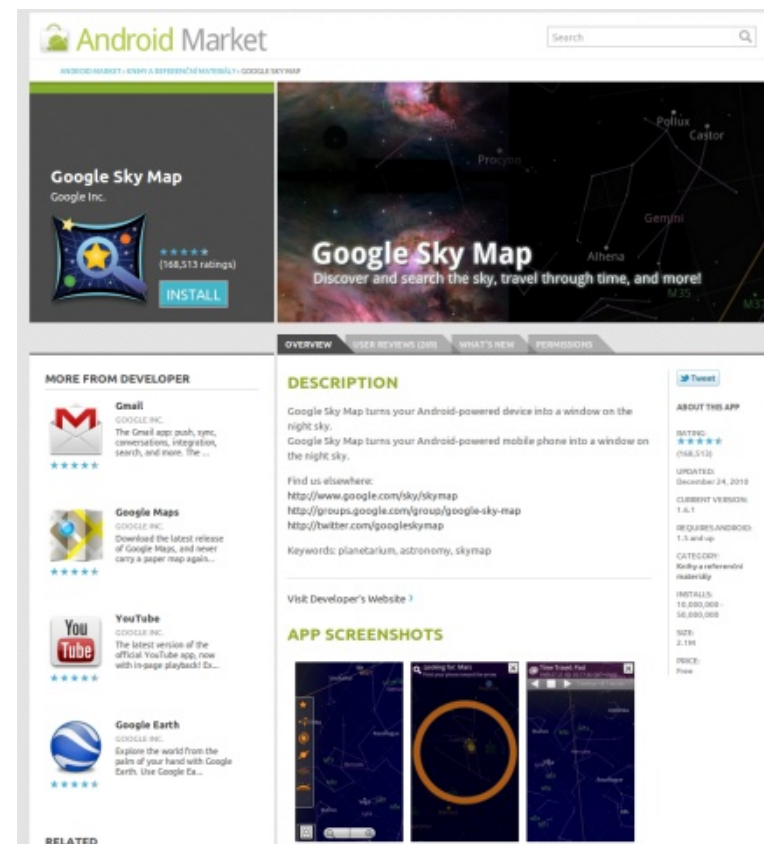 Android Market
Search
ANDROID MARKET › KNIHY A REFERENČNÍ MATERIÁLY › GOOGLE SKY MAP
Google Sky Map
Google Inc.
(168,513 ratings)
INSTALL
Pollux
Castor
Procyon
Gemini
Alhena
M35
M37
Google Sky Map
Discover and search the sky, travel through time, and more!
OVERVIEW
USER REVIEWS
WHAT'S NEW
PERMISSIONS
MORE FROM DEVELOPER
Gmail
GOOGLE INC.
The Gmail app: push, sync,
conversations, integration,
search, and more. The ...
Google Maps
GOOGLE INC.
Download the latest release
of Google Maps, and never
carry a paper map again...
You
Tube
YouTube
GOOGLE INC.
The latest version of the
official YouTube app, now
with in-page playback! Ex...
Google Earth
GOOGLE INC.
Explore the world from the
palm of your hand with Google
Earth. Use Google Ea...
RELATED
DESCRIPTION
Google Sky Map turns your Android-powered device into a window on the
night sky.
Google Sky Map turns your Android-powered mobile phone into a window on
the night sky.
Find us elsewhere:
http://www.google.com/sky/skymap
http://groups.google.com/group/google-sky-map
http://twitter.com/googleskymap
Keywords: planetarium, astronomy, skymap
Visit Developer's Website ›
APP SCREENSHOTS
Looking for: Mars
Time Travel: Past
Tweet
ABOUT THIS APP
RATING:
(168,513)
UPDATED:
December 24, 2010
CURRENT VERSION:
1.6.1
REQUIRES ANDROID:
1.5 and up
CATEGORY:
Knihy a referenční
materiály
INSTALLS:
10,000,000 -
50,000,000
SIZE:
2.1M
PRICE:
Free